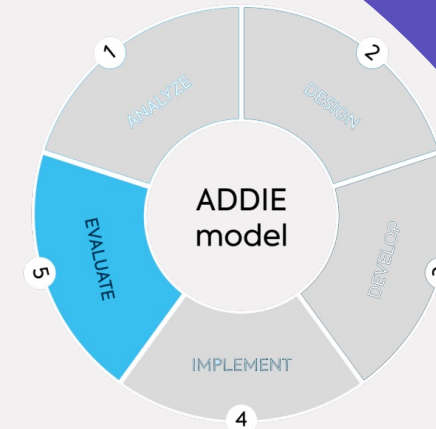 1
ANALYZE
2
DESIGN
ADDIE
model
DEVELOP
5
EVALUATE
IMPLEMENT
4